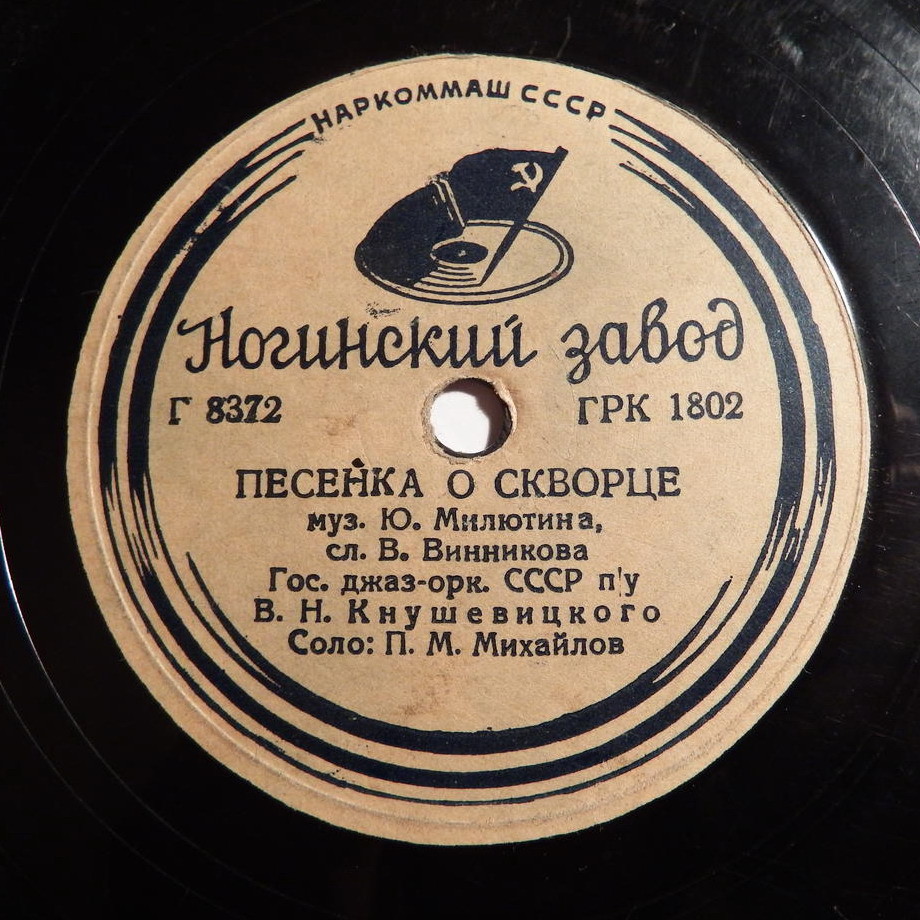 НАРКОММАШ СССР
Ногинский завод
Г 8372 ГРК 1802
ПЕСЕНКА О СКВОРЦЕ
муз. Ю. Милютина,
сл. В. Винникова
Гос. джаз-орк. СССР п/у
В. Н. Кнушевицкого
Соло: П. М. Михайлов